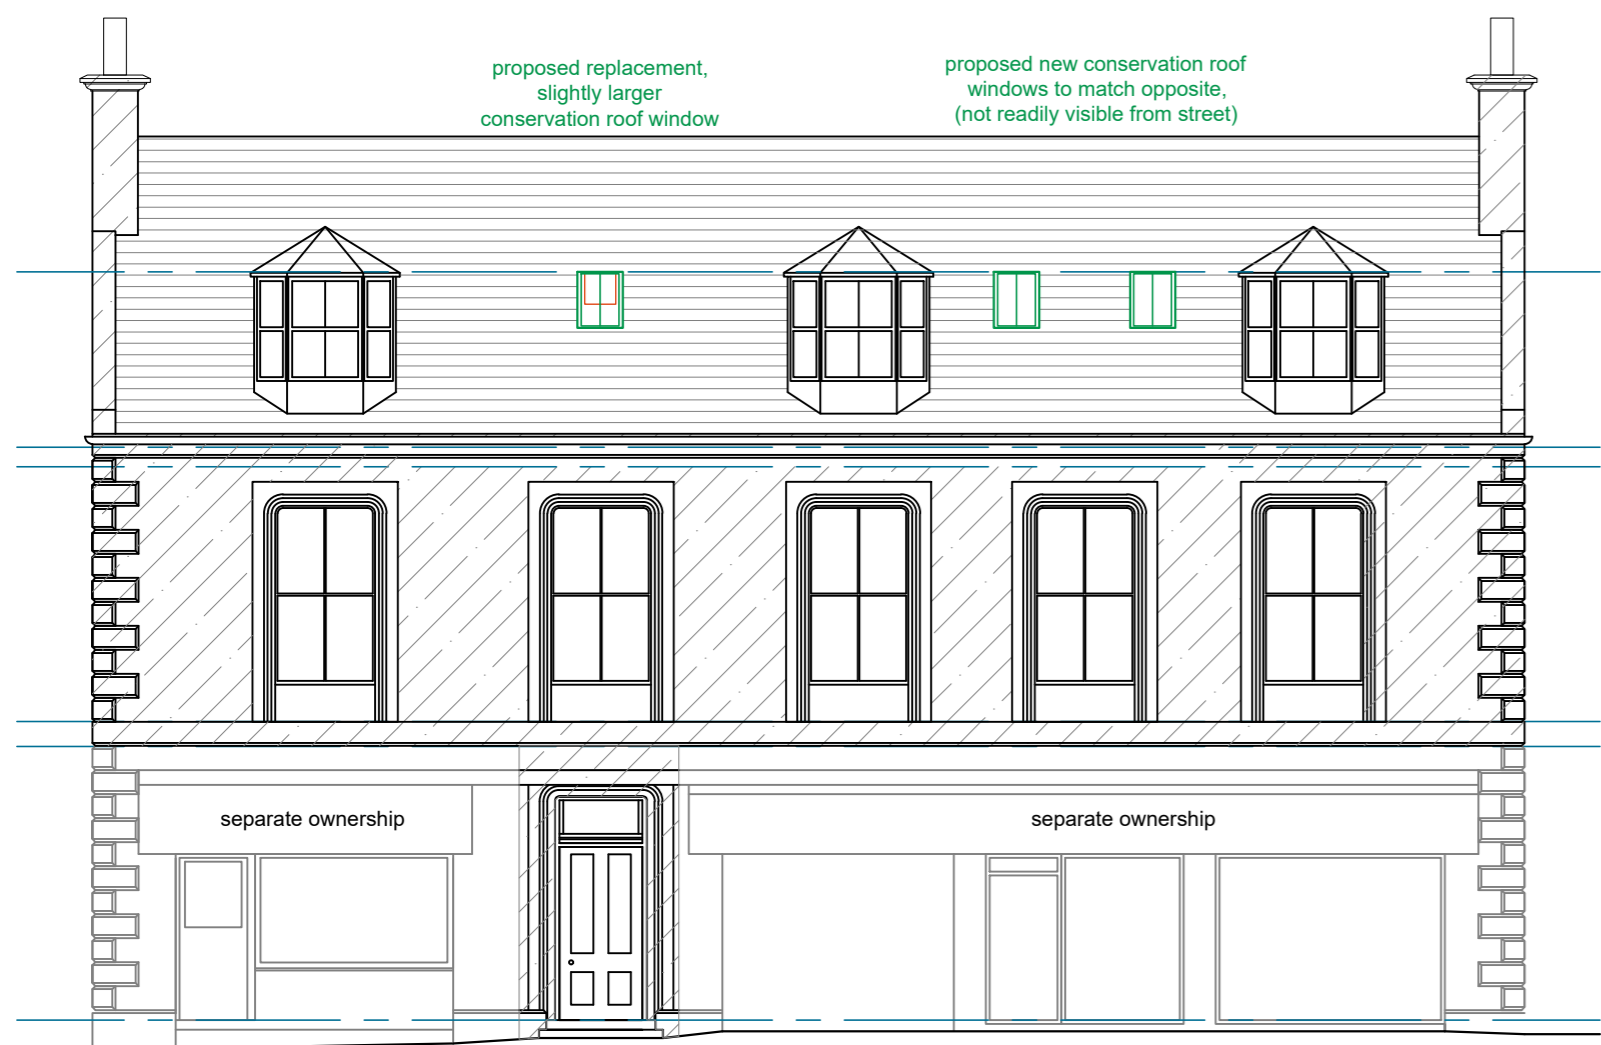 proposed replacement,
slightly larger
conservation roof window
proposed new conservation roof
windows to match opposite,
(not readily visible from street)
separate ownership
separate ownership